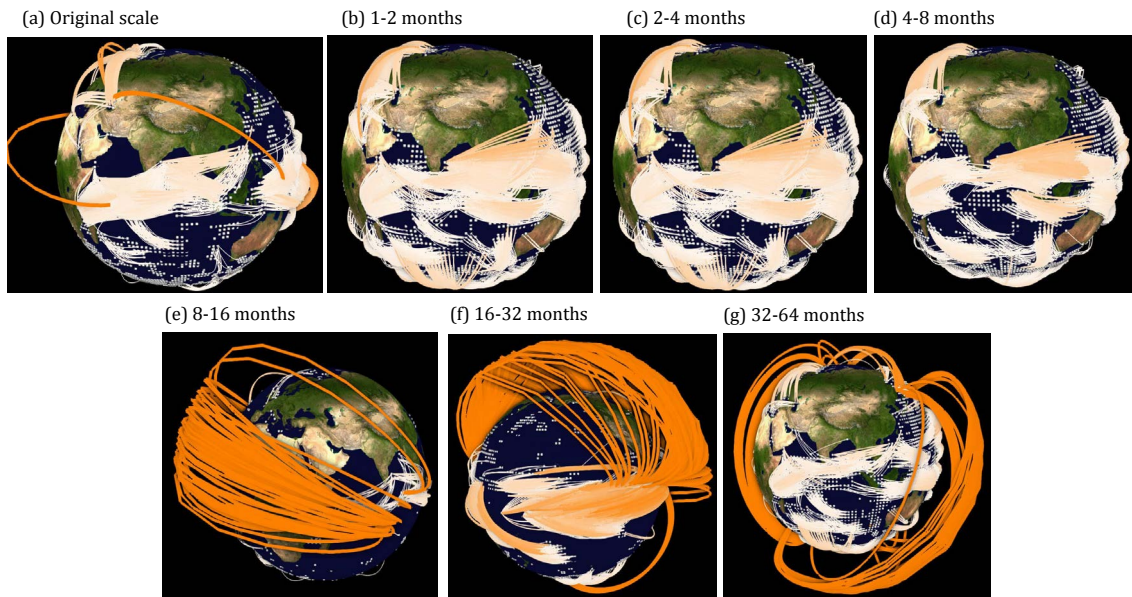 (a) Original scale
(b) 1-2 months
(c) 2-4 months
(d) 4-8 months
(e) 8-16 months
(f) 16-32 months
(g) 32-64 months